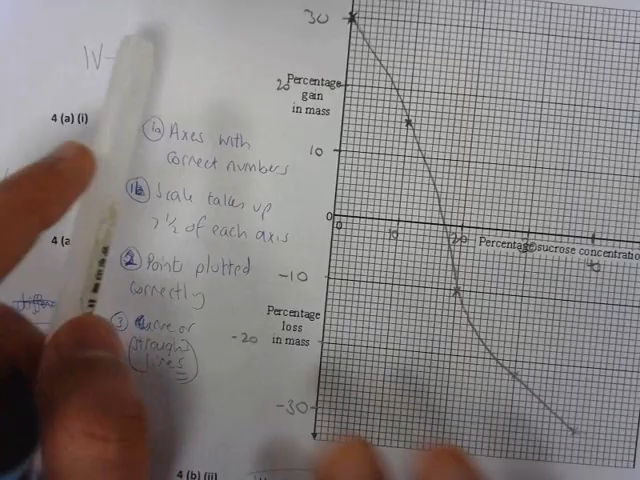 IV
4 (a) (i)
1a Axes with
correct numbers
1b Scale takes up
> 1/2 of each axis
4 (a
2 Points plotted
correctly
3 Curve or
straight
lines
4 (b) (ii)
30
Percentage
gain
in mass
20
10
0
0
10
20
Percentage sucrose concentratio
40
-10
Percentage
loss
in mass
-20
-30